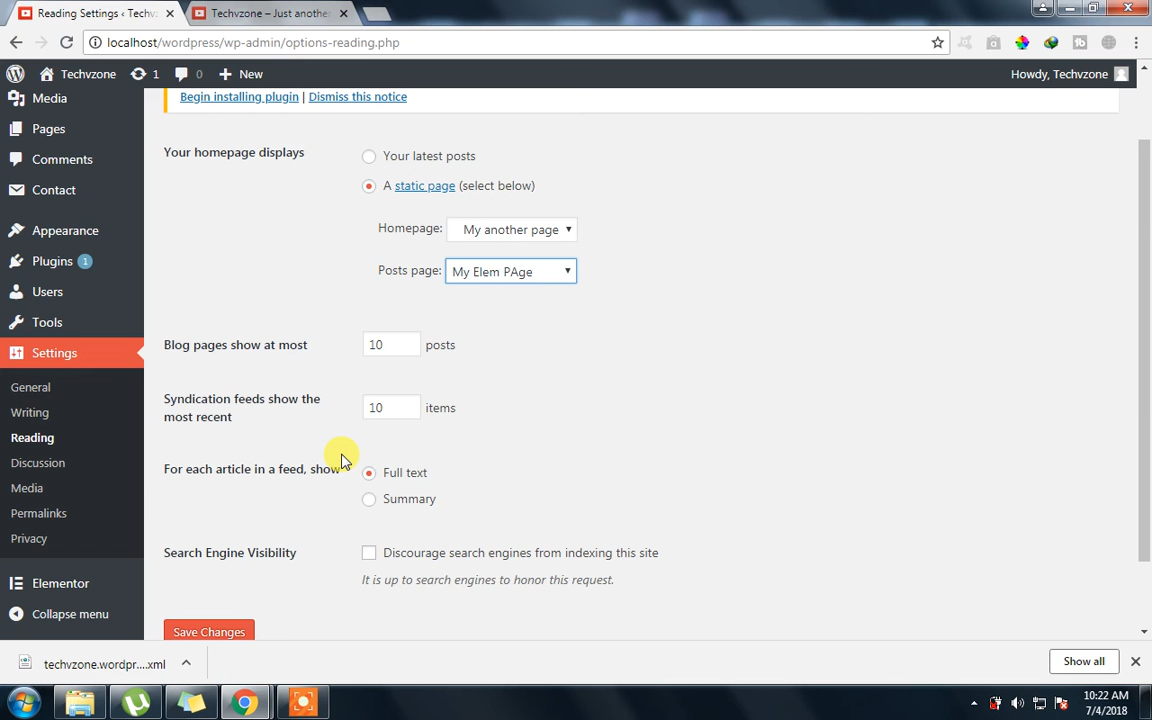 Reading Settings ‹ Techvz
Techvzone – Just another
localhost/wordpress/wp-admin/options-reading.php
Techvzone 1 0 New Howdy, Techvzone
Media
Pages
Comments
Contact
Appearance
Plugins 1
Users
Tools
Settings
General
Writing
Reading
Discussion
Media
Permalinks
Privacy
Elementor
Collapse menu
Begin installing plugin | Dismiss this notice
Your homepage displays
Your latest posts
A static page (select below)
Homepage: My another page
Posts page: My Elem PAge
Blog pages show at most 10 posts
Syndication feeds show the
most recent
10 items
For each article in a feed, show
Full text
Summary
Search Engine Visibility
Discourage search engines from indexing this site
It is up to search engines to honor this request.
Save Changes
techvzone.wordpr....xml
Show all
10:22 AM
7/4/2018